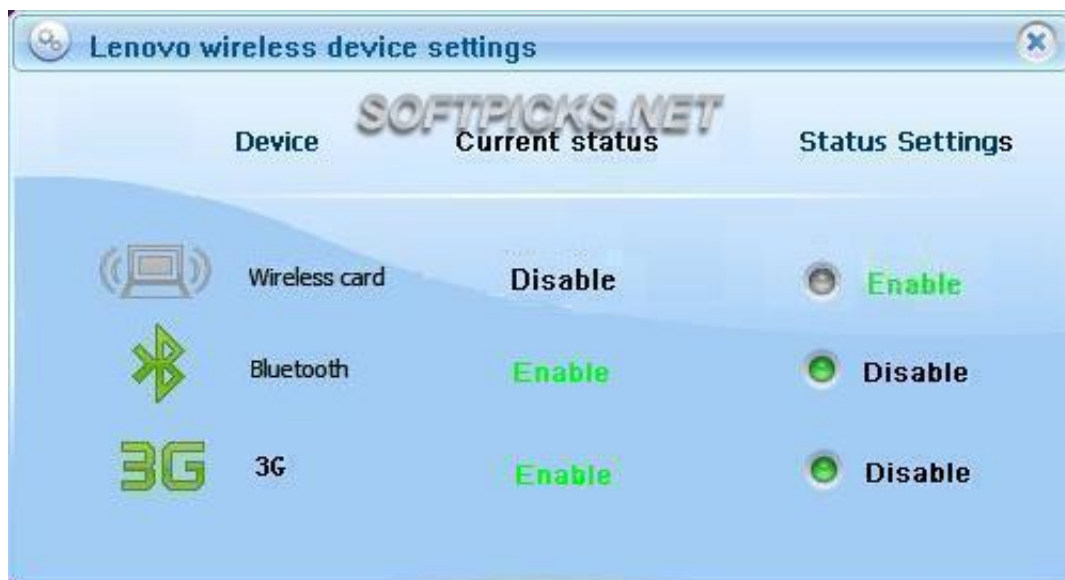 Lenovo wireless device settings
SOFTPICKS.NET
Device Current status Status Settings
Wireless card Disable Enable
Bluetooth Enable Disable
3G 3G Enable Disable